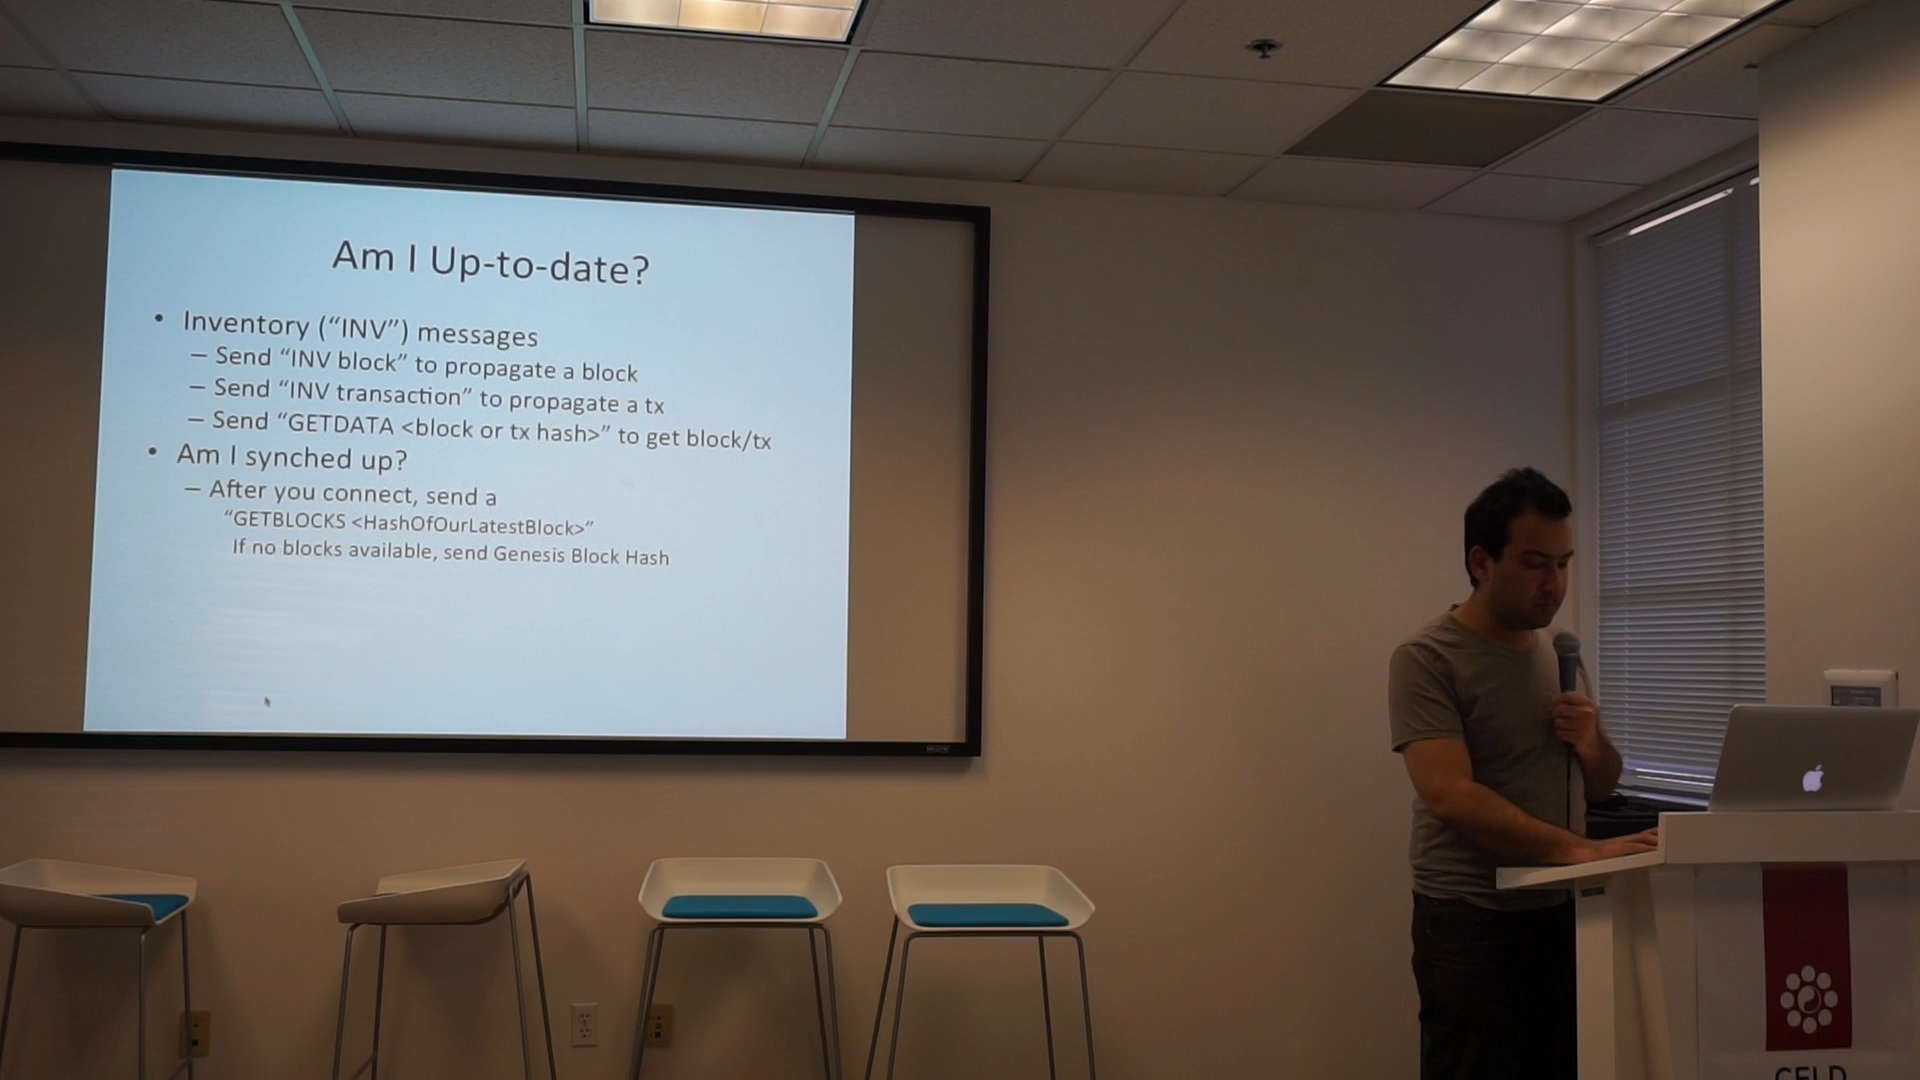 Am I Up-to-date?
• Inventory (“INV”) messages
– Send “INV block” to propagate a block
– Send “INV transaction” to propagate a tx
– Send “GETDATA <block or tx hash>” to get block/tx
• Am I synched up?
– After you connect, send a
“GETBLOCKS <HashOfOurLatestBlock>”
If no blocks available, send Genesis Block Hash